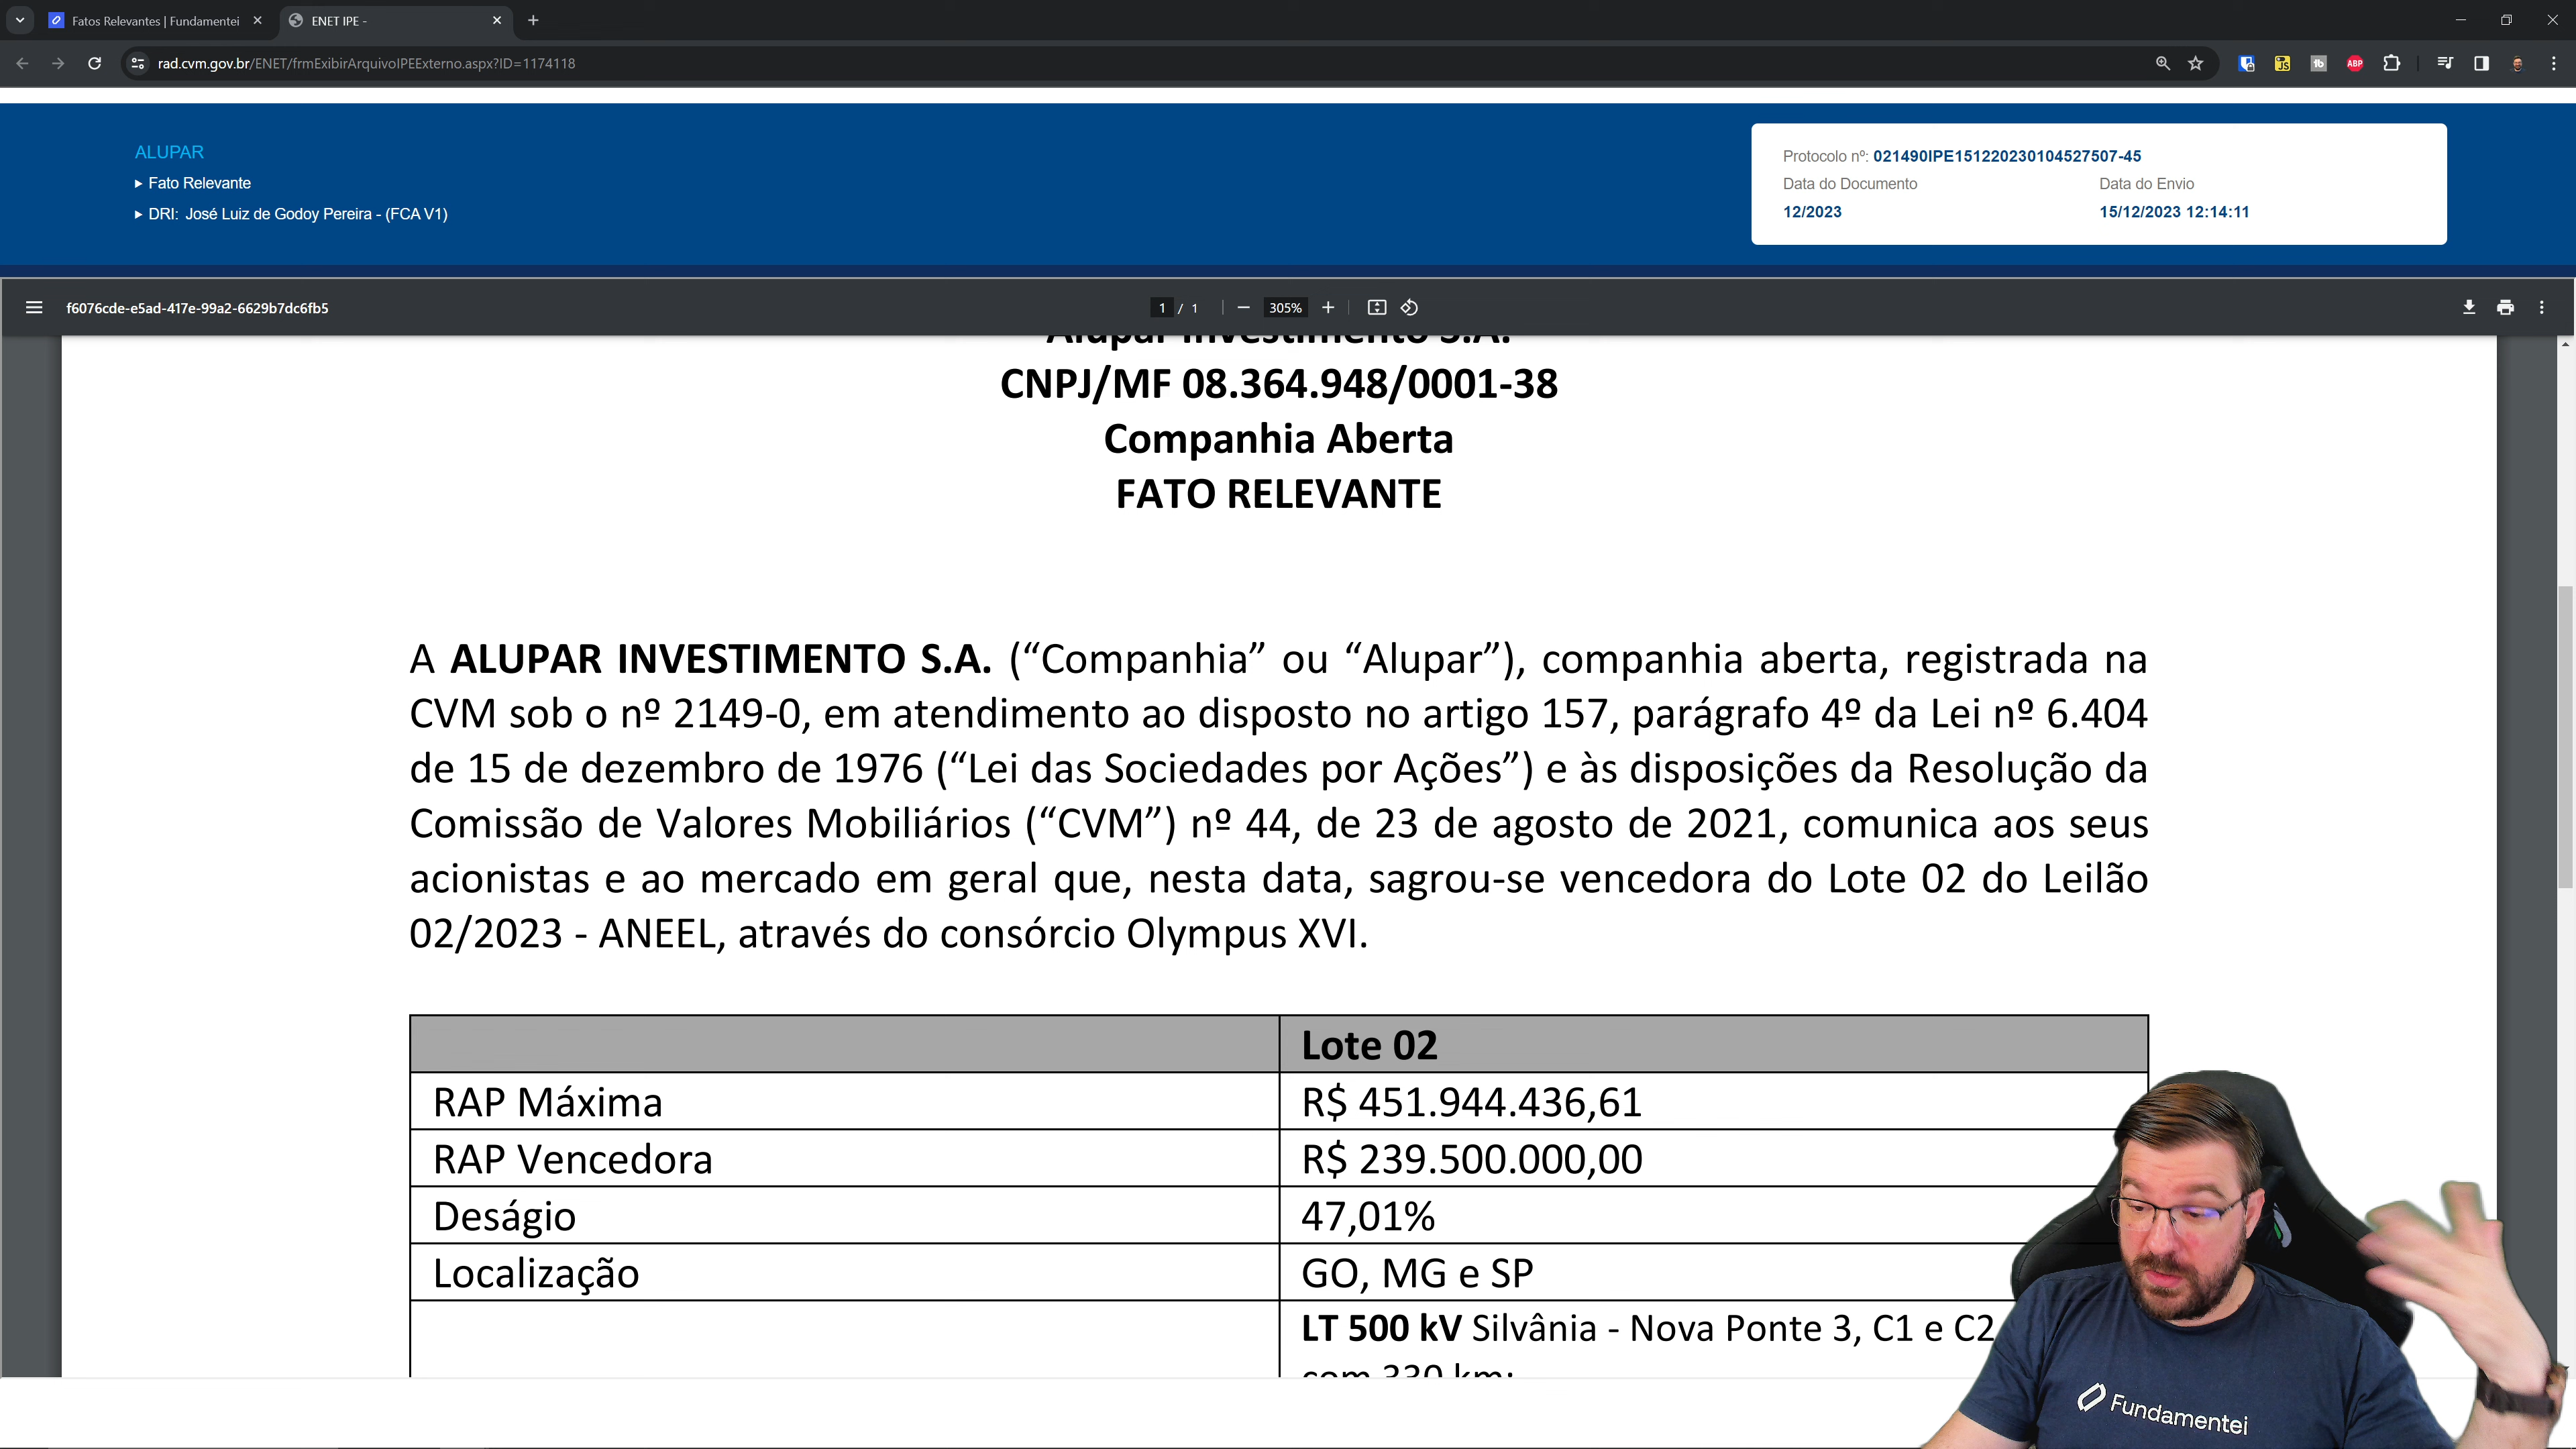 Fatos Relevantes | Fundamentei
ENET IPE -
rad.cvm.gov.br/ENET/frmExibirArquivoIPEExterno.aspx?ID=1174118
JS
tb
ABP
ALUPAR
Fato Relevante
DRI: José Luiz de Godoy Pereira - (FCA V1)
Protocolo nº: 021490IPE151220230104527507-45
Data do Documento
Data do Envio
12/2023
15/12/2023 12:14:11
f6076cde-e5ad-417e-99a2-6629b7dc6fb5
1 / 1
305%
Alupar Investimento S.A.
CNPJ/MF 08.364.948/0001-38
Companhia Aberta
FATO RELEVANTE
A ALUPAR INVESTIMENTO S.A. (“Companhia” ou “Alupar”), companhia aberta, registrada na
CVM sob o nº 2149-0, em atendimento ao disposto no artigo 157, parágrafo 4º da Lei nº 6.404
de 15 de dezembro de 1976 (“Lei das Sociedades por Ações”) e às disposições da Resolução da
Comissão de Valores Mobiliários (“CVM”) nº 44, de 23 de agosto de 2021, comunica aos seus
acionistas e ao mercado em geral que, nesta data, sagrou-se vencedora do Lote 02 do Leilão
02/2023 - ANEEL, através do consórcio Olympus XVI.
Lote 02
RAP Máxima
R$ 451.944.436,61
RAP Vencedora
R$ 239.500.000,00
Deságio
47,01%
Localização
GO, MG e SP
LT 500 kV Silvânia - Nova Ponte 3, C1 e C2
com 330 km;
Fundamentei